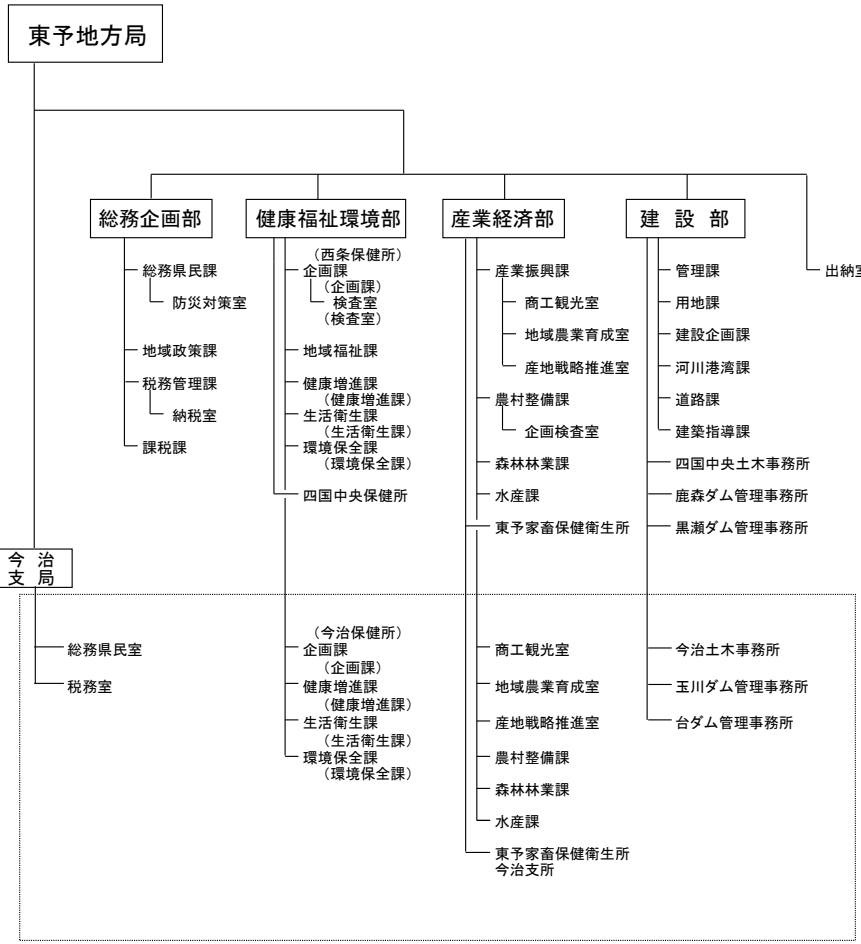 東予地方局
総務企画部
総務県民課
防災対策室
地域政策課
税務管理課
納税室
課税課
健康福祉環境部
（西条保健所）
企画課
（企画課）
検査室
（検査室）
地域福祉課
健康増進課
（健康増進課）
生活衛生課
（生活衛生課）
環境保全課
（環境保全課）
四国中央保健所
産業経済部
産業振興課
商工観光室
地域農業育成室
産地戦略推進室
農村整備課
企画検査室
森林林業課
水産課
東予家畜保健衛生所
建設部
管理課
用地課
建設企画課
河川港湾課
道路課
建築指導課
四国中央土木事務所
鹿森ダム管理事務所
黒瀬ダム管理事務所
出納室
今治
支局
総務県民室
税務室
（今治保健所）
企画課
（企画課）
健康増進課
（健康増進課）
生活衛生課
（生活衛生課）
環境保全課
（環境保全課）
商工観光室
地域農業育成室
産地戦略推進室
農村整備課
森林林業課
水産課
東予家畜保健衛生所
今治支所
今治土木事務所
玉川ダム管理事務所
台ダム管理事務所